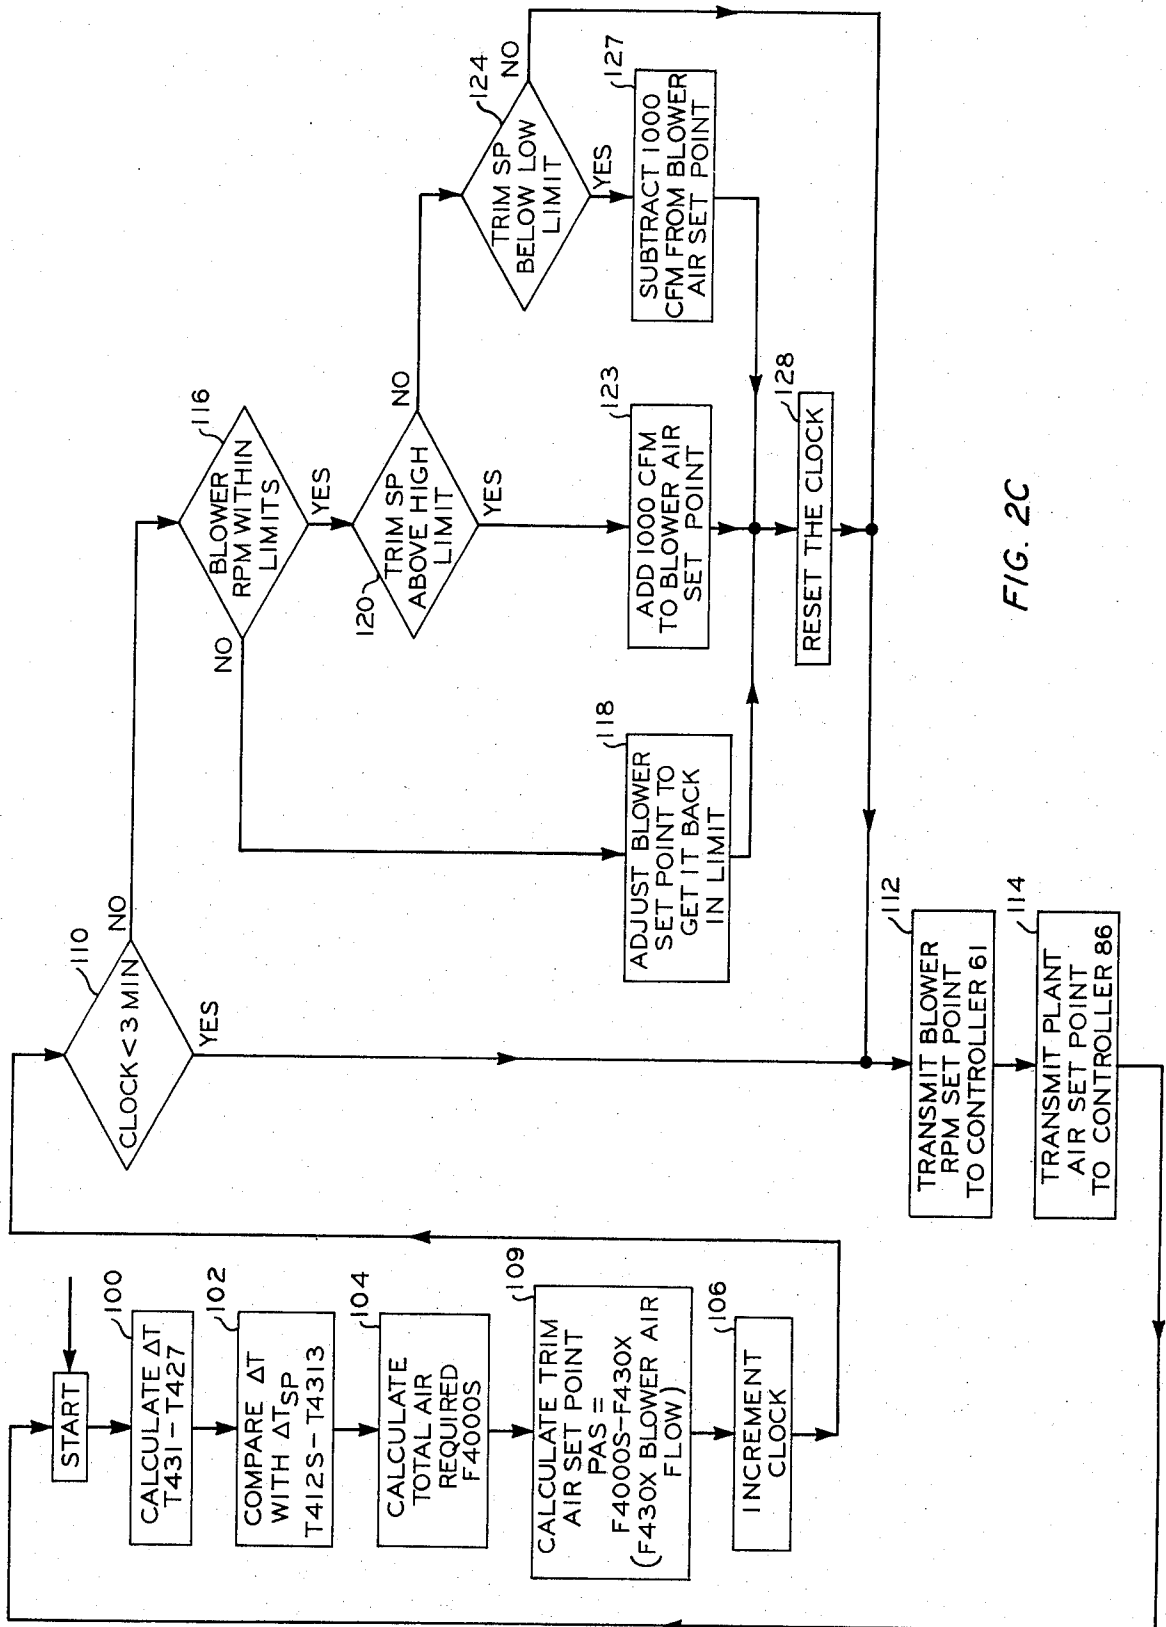 START
100
CALCULATE ΔT
T431-T427
102
COMPARE ΔT
WITH ΔTSP
T412S-T4313
104
CALCULATE
TOTAL AIR
REQUIRED
F4000S
109
CALCULATE TRIM
AIR SET POINT
PAS =
F4000S-F430X
(F430X BLOWER AIR
FLOW)
106
INCREMENT
CLOCK
110
CLOCK < 3 MIN
NO
YES
116
BLOWER
RPM WITHIN
LIMITS
NO
YES
118
ADJUST BLOWER
SET POINT TO
GET IT BACK
IN LIMIT
120
TRIM SP
ABOVE HIGH
LIMIT
NO
YES
123
ADD 1000 CFM
TO BLOWER AIR
SET POINT
124
TRIM SP
BELOW LOW
LIMIT
NO
YES
127
SUBTRACT 1000
CFM FROM BLOWER
AIR SET POINT
128
RESET THE CLOCK
112
TRANSMIT BLOWER
RPM SET POINT
TO CONTROLLER 61
114
TRANSMIT PLANT
AIR SET POINT
TO CONTROLLER 86
FIG. 2C